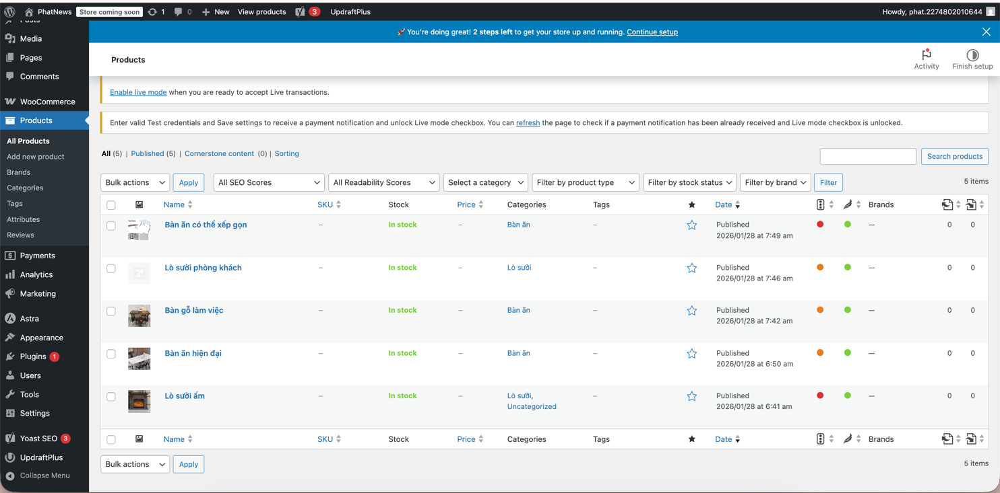 PhatNews Store coming soon 1 0 New View products 3 UpdraftPlus Howdy, phat.2274802010644
Posts
Media
Pages
Comments
WooCommerce
Products
All Products
Add new product
Brands
Categories
Tags
Attributes
Reviews
Payments
Analytics
Marketing
Astra
Appearance
Plugins 1
Users
Tools
Settings
Yoast SEO 3
UpdraftPlus
Collapse Menu
🚀 You're doing great! 2 steps left to get your store up and running. Continue setup
Products
Activity
Finish setup
Enable live mode when you are ready to accept Live transactions.
Enter valid Test credentials and Save settings to receive a payment notification and unlock Live mode checkbox. You can refresh the page to check if a payment notification has been already received and Live mode checkbox is unlocked.
All (5) | Published (5) | Cornerstone content (0) | Sorting
Search products
Bulk actions Apply All SEO Scores All Readability Scores Select a category Filter by product type Filter by stock status Filter by brand Filter 5 items
Name SKU Stock Price Categories Tags Date Brands
Bàn ăn có thể xếp gọn – In stock – Bàn ăn – Published — 0 0
2026/01/28 at 7:49 am
Lò sưởi phòng khách – In stock – Lò sưởi – Published — 0 0
2026/01/28 at 7:46 am
Bàn gỗ làm việc – In stock – Bàn ăn – Published — 0 0
2026/01/28 at 7:42 am
Bàn ăn hiện đại – In stock – Bàn ăn – Published — 0 0
2026/01/28 at 6:50 am
Lò sưởi ấm – In stock – Lò sưởi, – Published — 0 0
Uncategorized 2026/01/28 at 6:41 am
Name SKU Stock Price Categories Tags Date Brands
Bulk actions Apply 5 items